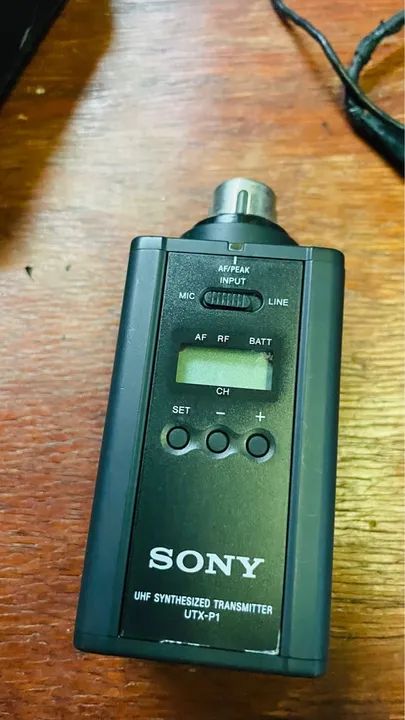 AF/PEAK
INPUT
MIC LINE
AF RF BATT
CH
SET − +
SONY
UHF SYNTHESIZED TRANSMITTER
UTX-P1